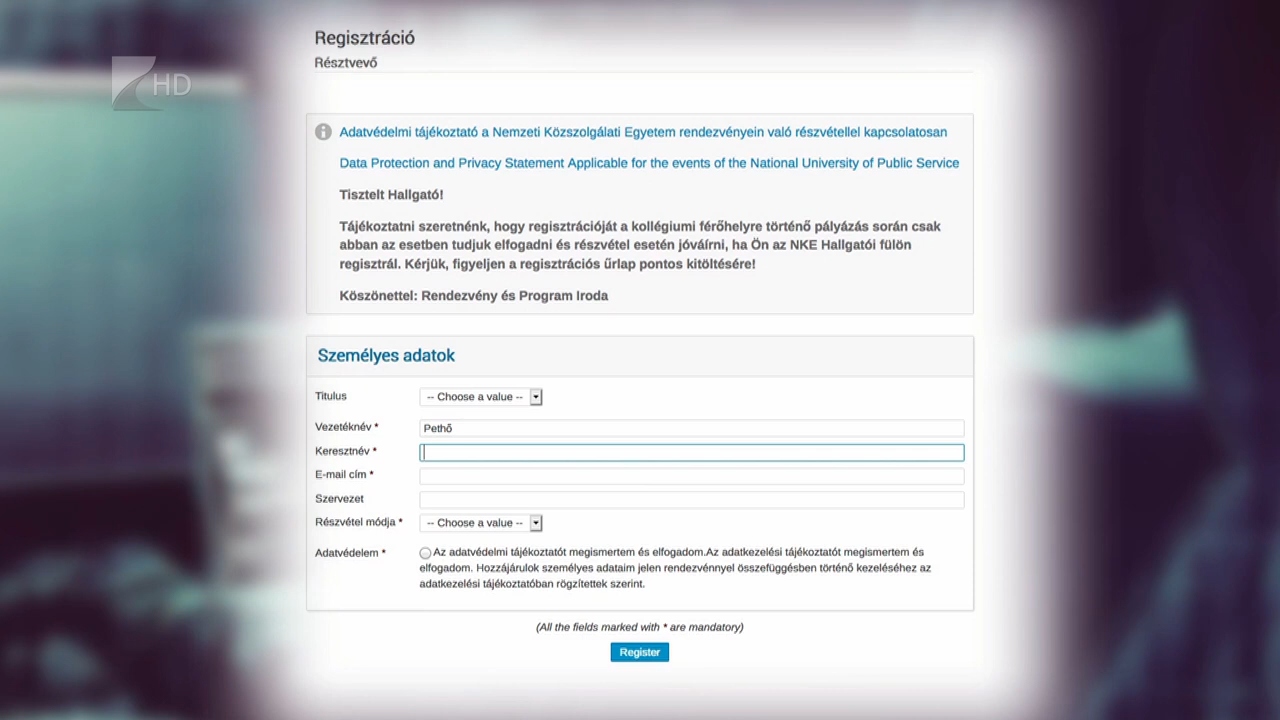 Regisztráció
Résztvevő
HD
Adatvédelmi tájékoztató a Nemzeti Közszolgálati Egyetem rendezvényein való részvétellel kapcsolatosan
Data Protection and Privacy Statement Applicable for the events of the National University of Public Service
Tisztelt Hallgató!
Tájékoztatni szeretnénk, hogy regisztrációját a kollégiumi férőhelyre történő pályázás során csak
abban az esetben tudjuk elfogadni és részvétel esetén jóváírni, ha Ön az NKE Hallgatói fülön
regisztrál. Kérjük, figyeljen a regisztrációs űrlap pontos kitöltésére!
Köszönettel: Rendezvény és Program Iroda
Személyes adatok
Titulus -- Choose a value --
Vezetéknév * Pethő
Keresztnév *
E-mail cím *
Szervezet
Részvétel módja * -- Choose a value --
Adatvédelem * Az adatvédelmi tájékoztatót megismertem és elfogadom.Az adatkezelési tájékoztatót megismertem és
elfogadom. Hozzájárulok személyes adataim jelen rendezvénnyel összefüggésben történő kezeléséhez az
adatkezelési tájékoztatóban rögzítettek szerint.
(All the fields marked with * are mandatory)
Register